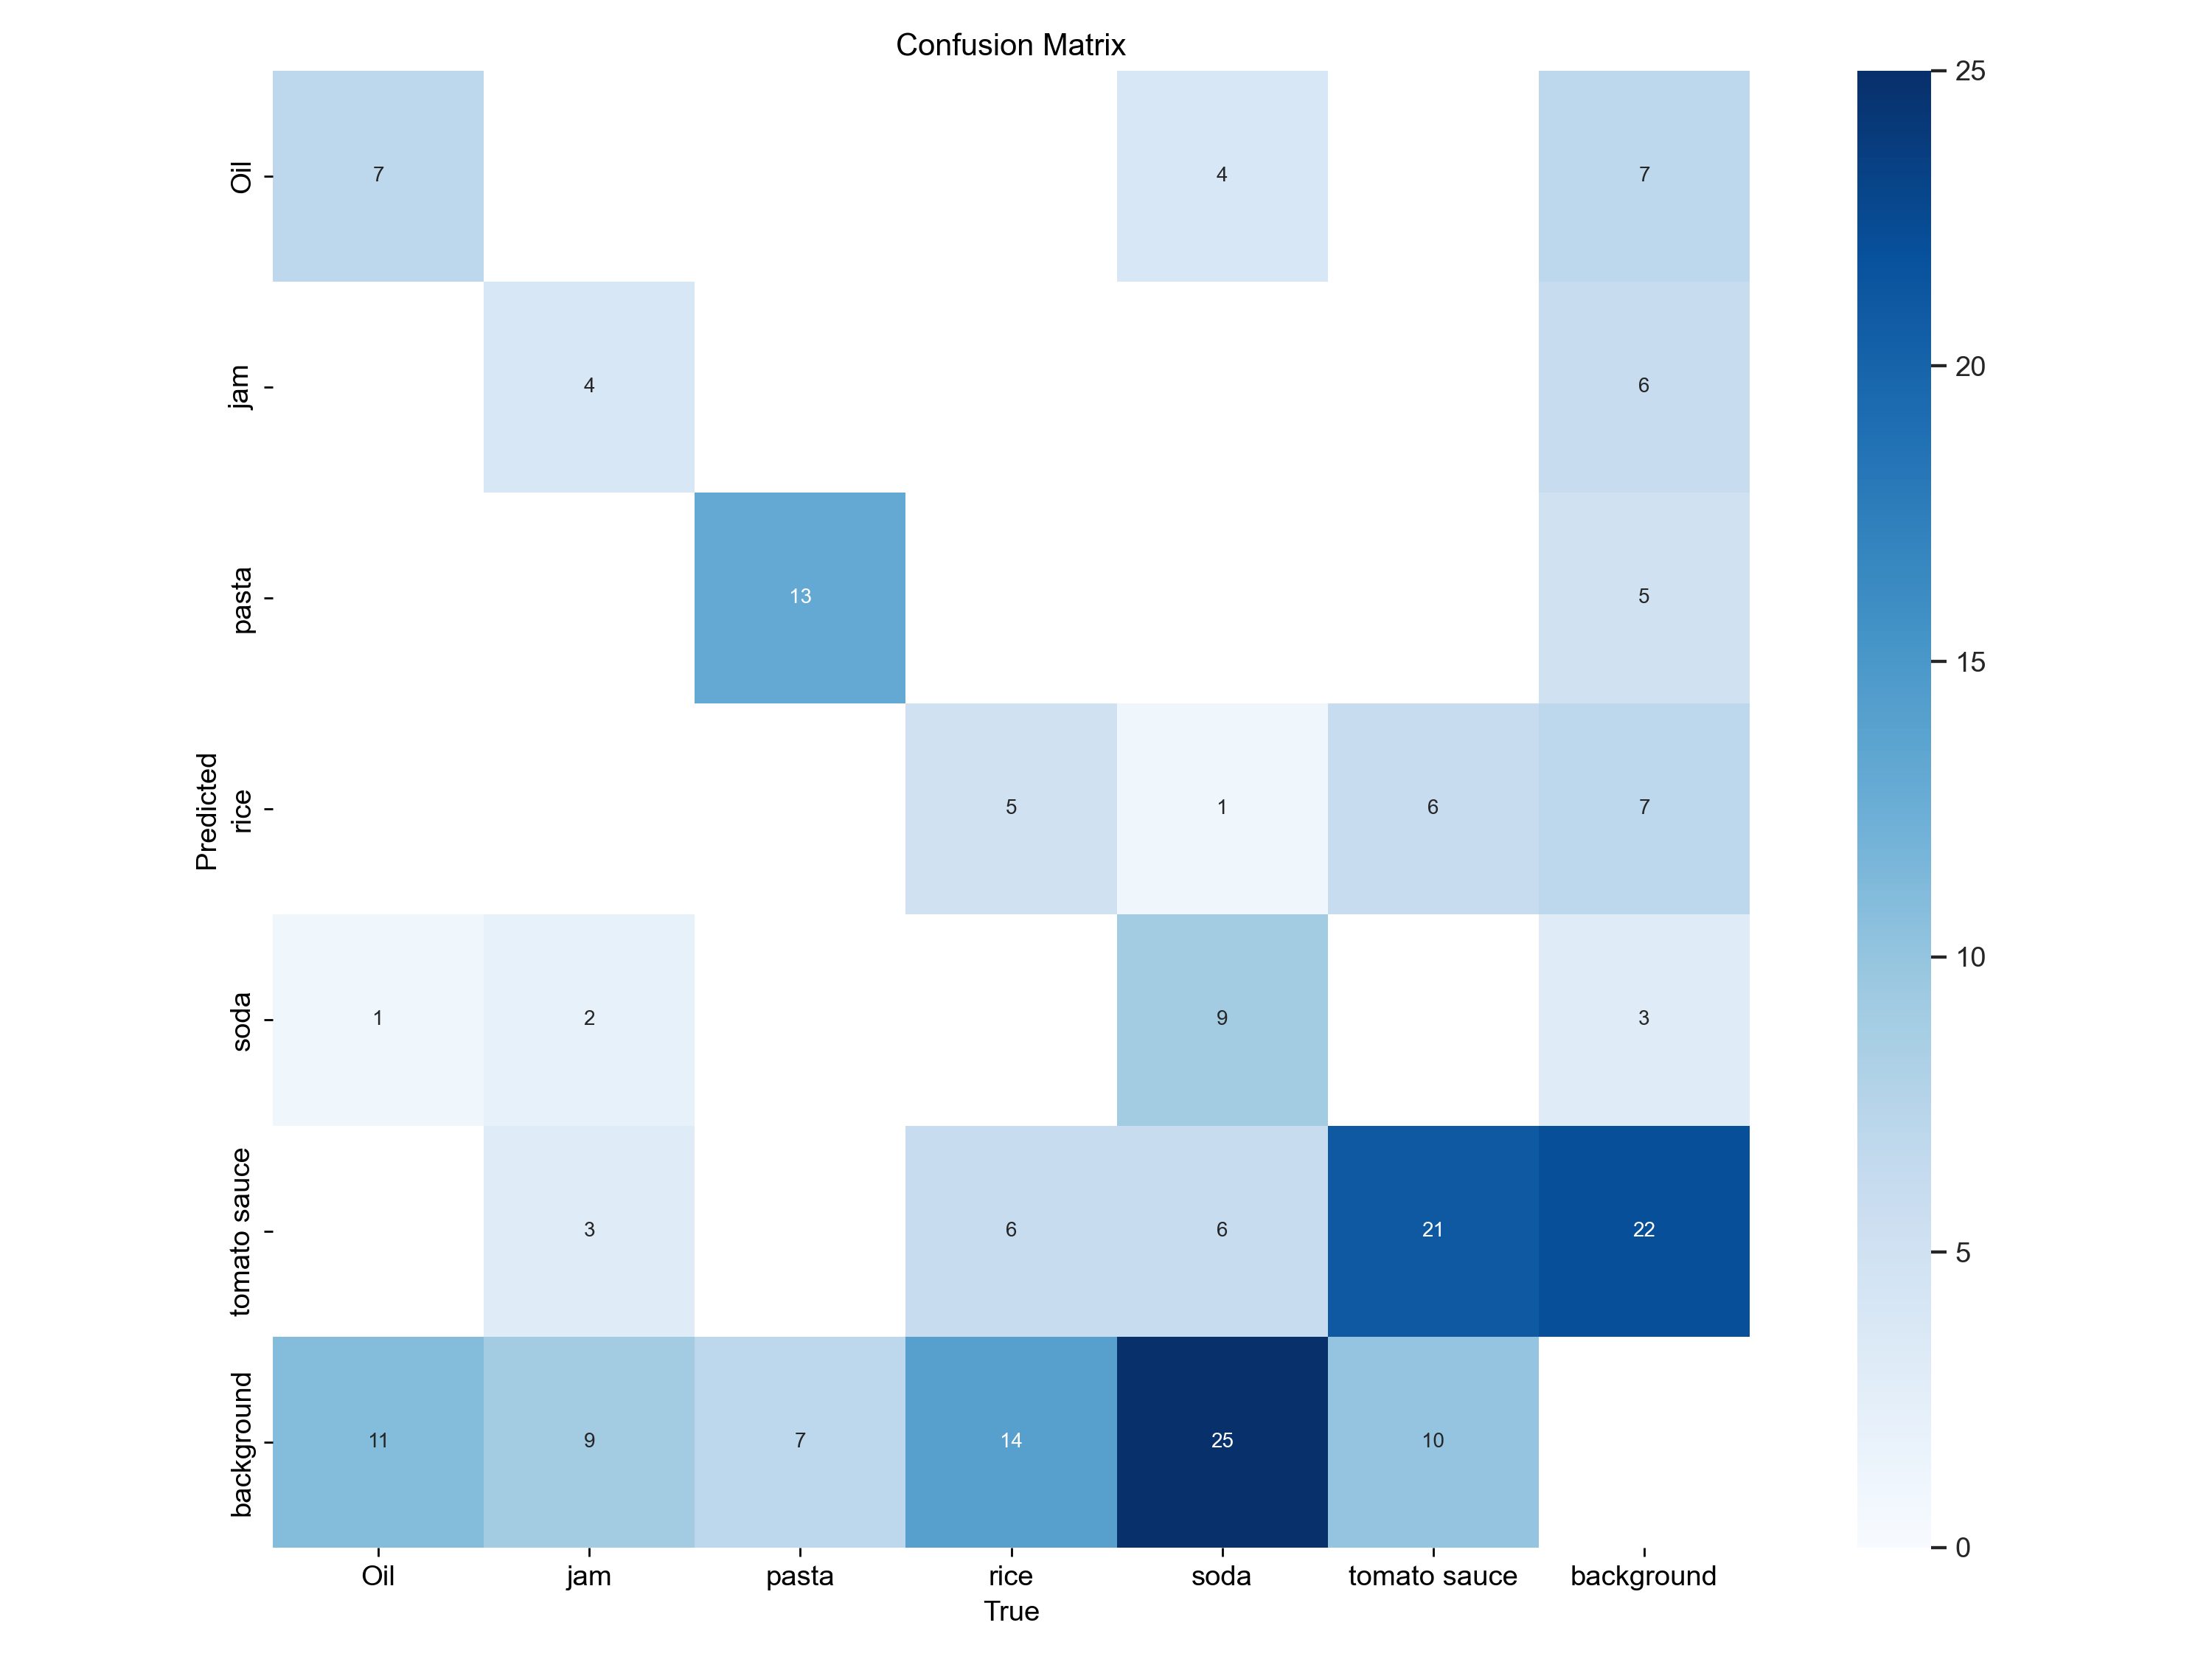 Confusion Matrix
Oil 7 4 7
jam 4 6
pasta 13 5
rice 5 1 6 7
soda 1 2 9 3
tomato sauce 3 6 6 21 22
background 11 9 7 14 25 10
Predicted
Oil jam pasta rice soda tomato sauce background
True
25
20
15
10
5
0